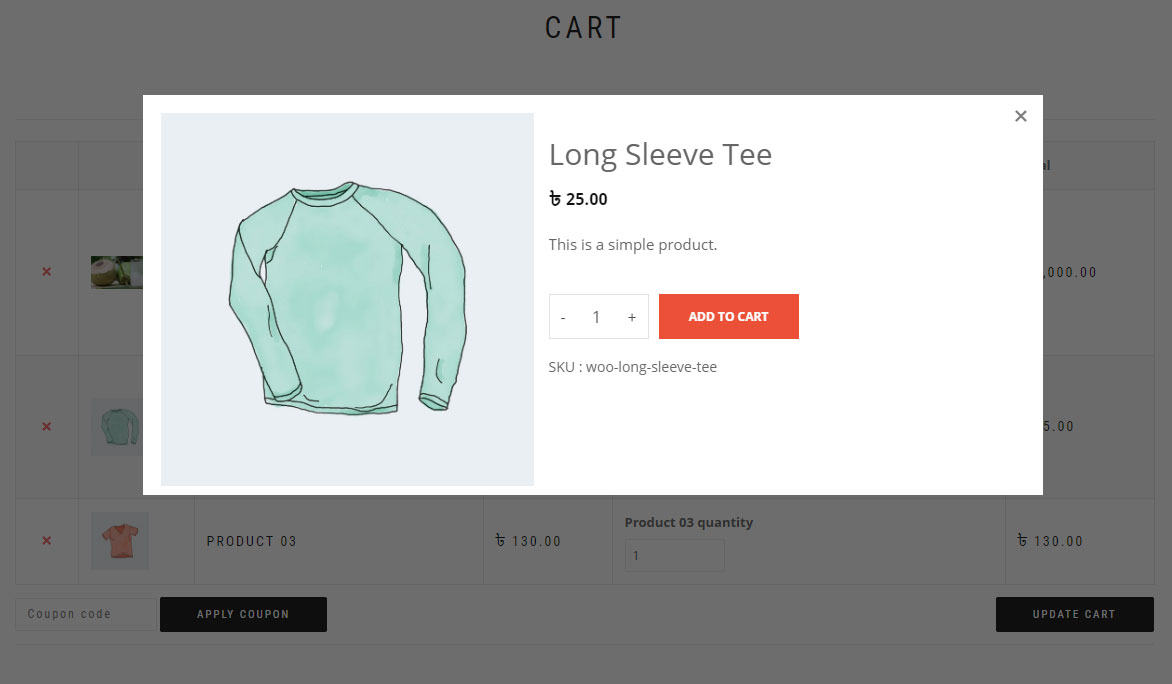 CART
×
Long Sleeve Tee
৳ 25.00
This is a simple product.
- 1 +
ADD TO CART
SKU : woo-long-sleeve-tee
,000.00
5.00
× PRODUCT 03 ৳ 130.00
Product 03 quantity
1
৳ 130.00
Coupon code
APPLY COUPON
UPDATE CART